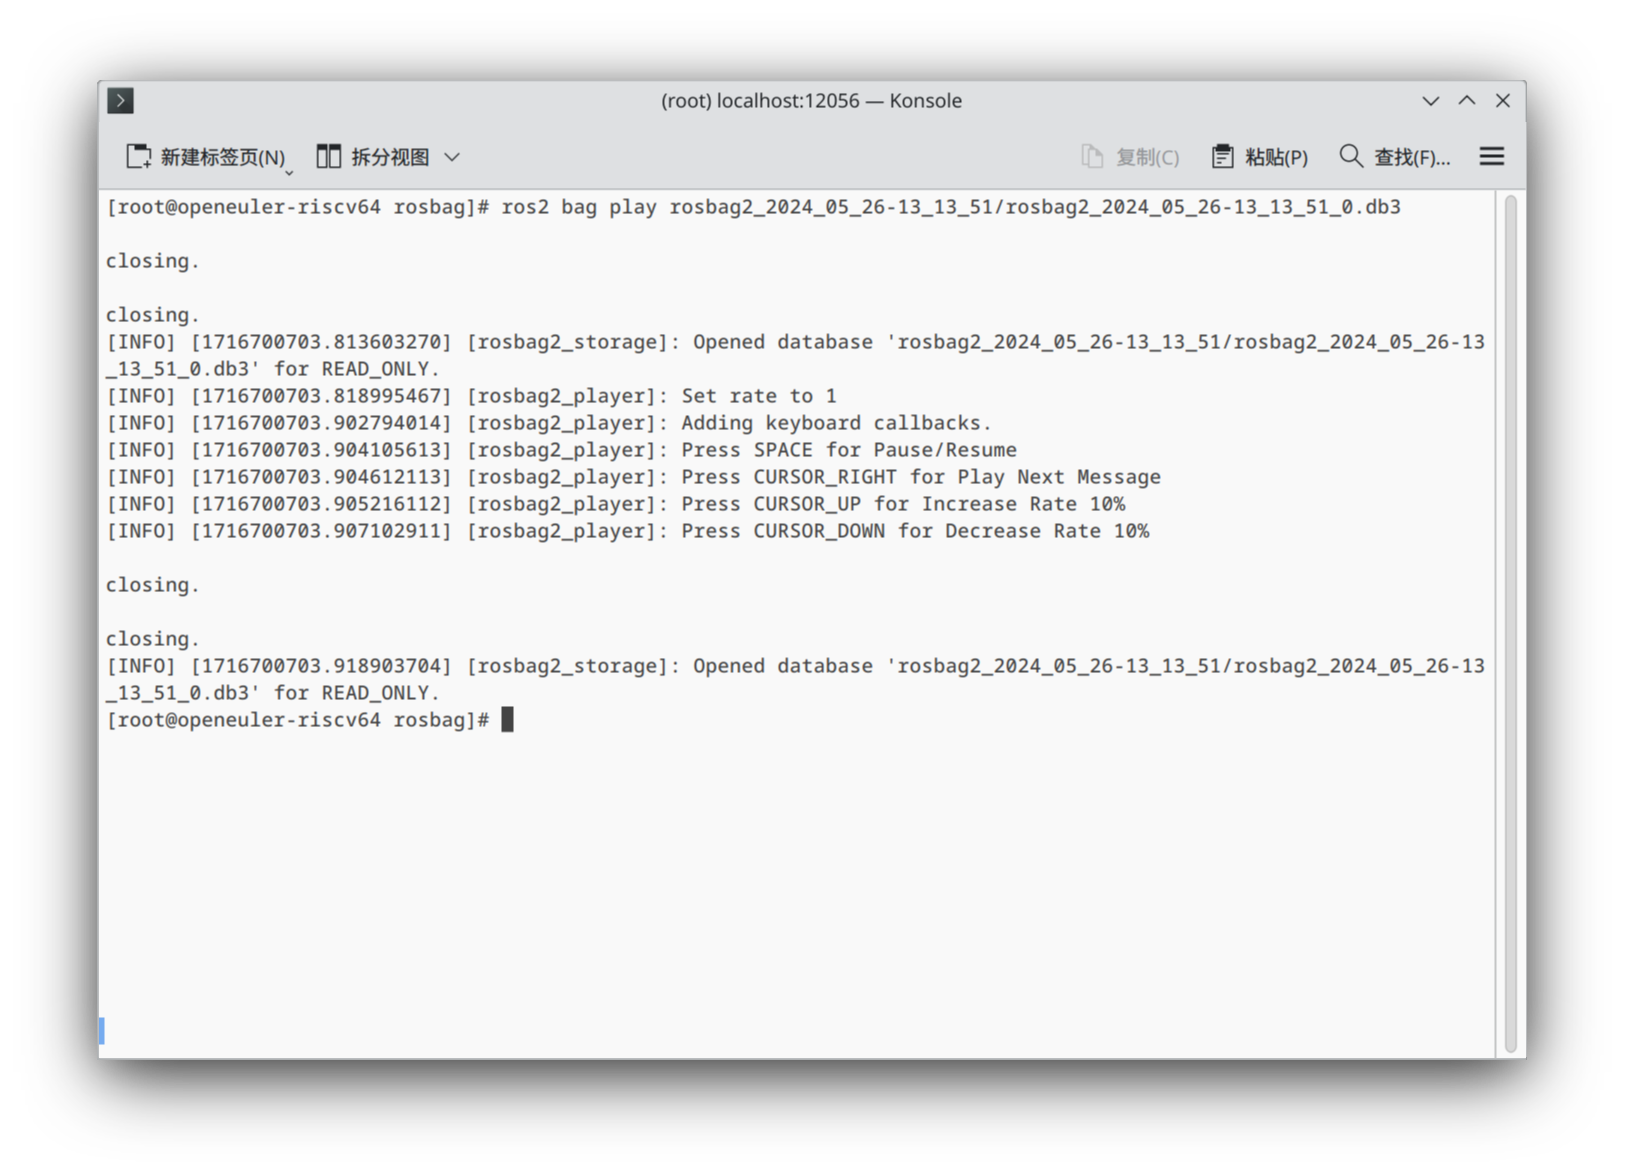 (root) localhost:12056 — Konsole
新建标签页(N) 拆分视图 复制(C) 粘贴(P) 查找(F)...
[root@openeuler-riscv64 rosbag]# ros2 bag play rosbag2_2024_05_26-13_13_51/rosbag2_2024_05_26-13_13_51_0.db3
closing.
closing.
[INFO] [1716700703.813603270] [rosbag2_storage]: Opened database 'rosbag2_2024_05_26-13_13_51/rosbag2_2024_05_26-13
_13_51_0.db3' for READ_ONLY.
[INFO] [1716700703.818995467] [rosbag2_player]: Set rate to 1
[INFO] [1716700703.902794014] [rosbag2_player]: Adding keyboard callbacks.
[INFO] [1716700703.904105613] [rosbag2_player]: Press SPACE for Pause/Resume
[INFO] [1716700703.904612113] [rosbag2_player]: Press CURSOR_RIGHT for Play Next Message
[INFO] [1716700703.905216112] [rosbag2_player]: Press CURSOR_UP for Increase Rate 10%
[INFO] [1716700703.907102911] [rosbag2_player]: Press CURSOR_DOWN for Decrease Rate 10%
closing.
closing.
[INFO] [1716700703.918903704] [rosbag2_storage]: Opened database 'rosbag2_2024_05_26-13_13_51/rosbag2_2024_05_26-13
_13_51_0.db3' for READ_ONLY.
[root@openeuler-riscv64 rosbag]#